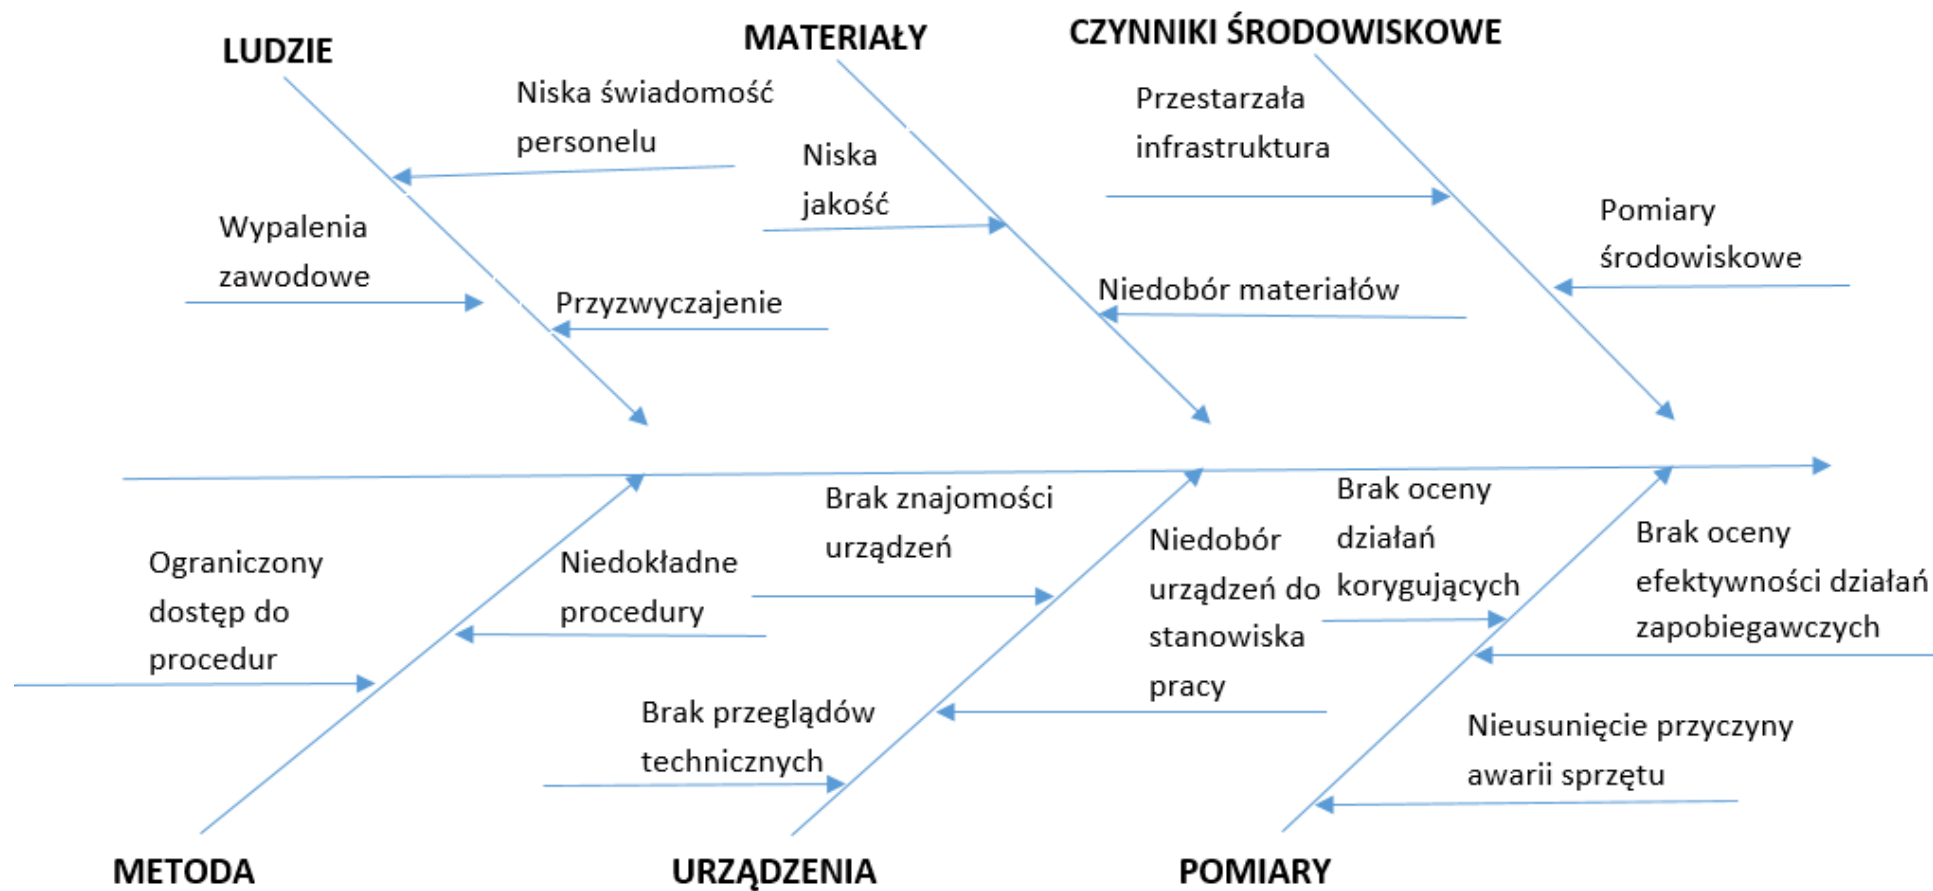 LUDZIE
MATERIAŁY
CZYNNIKI ŚRODOWISKOWE
Niska świadomość
personelu
Niska
jakość
Przestarzała
infrastruktura
Wypalenia
zawodowe
Przyzwyczajenie
Niedobór materiałów
Pomiary
środowiskowe
Ograniczony
dostęp do
procedur
Niedokładne
procedury
Brak znajomości
urządzeń
Brak przeglądów
technicznych
Niedobór
urządzeń do
stanowiska
pracy
Brak oceny
działań
korygujących
Brak oceny
efektywności działań
zapobiegawczych
Nieusunięcie przyczyny
awarii sprzętu
METODA
URZĄDZENIA
POMIARY